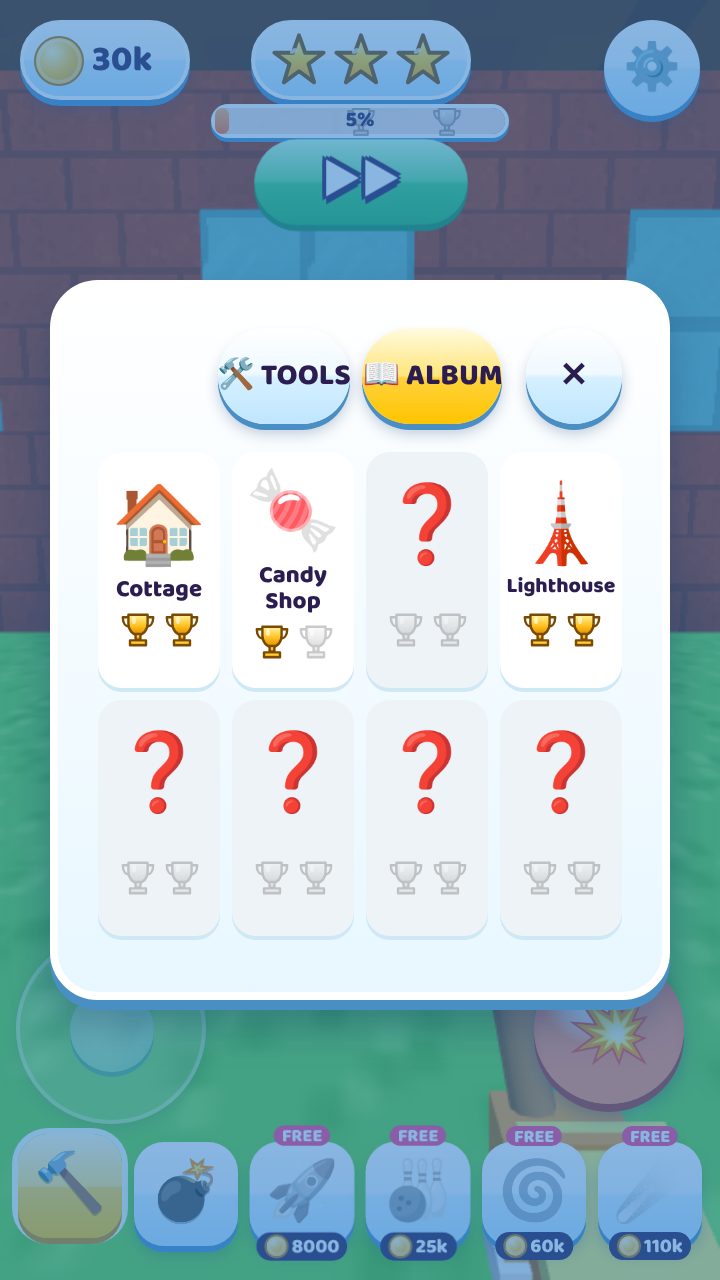 30k
5%
🛠️ TOOLS
📖 ALBUM
✕
Cottage
Candy
Shop
❓
Lighthouse
❓
❓
❓
❓
FREE
FREE
FREE
FREE
8000
25k
60k
110k